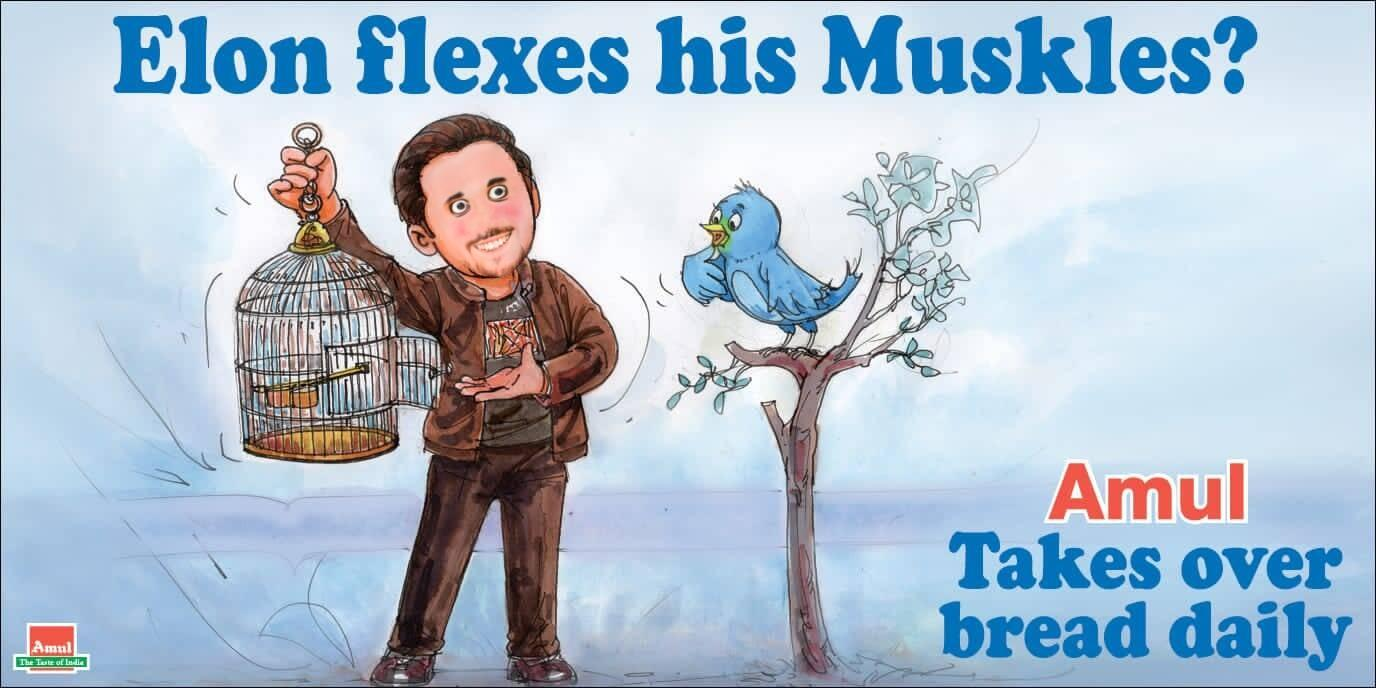 Elon flexes his Muskles?
Amul
Takes over
bread daily
Amul
The Taste of India